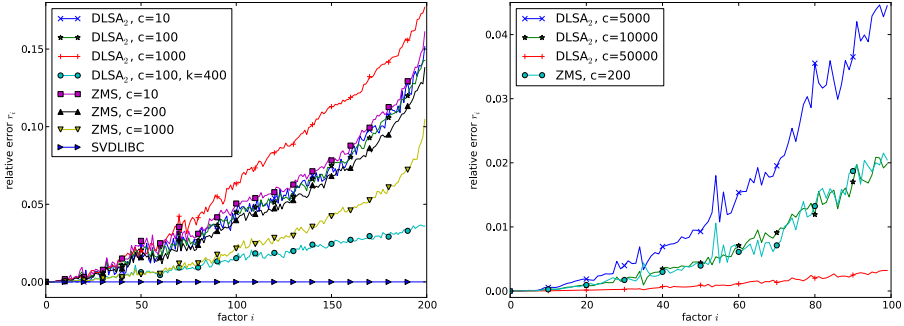 DLSA₂, c=10
DLSA₂, c=100
DLSA₂, c=1000
DLSA₂, c=100, k=400
ZMS, c=10
ZMS, c=200
ZMS, c=1000
SVDLIBC
relative error rᵢ
0.15
0.10
0.05
0.00
0
50
100
150
200
factor i
DLSA₂, c=5000
DLSA₂, c=10000
DLSA₂, c=50000
ZMS, c=200
relative error rᵢ
0.04
0.03
0.02
0.01
0.00
0
20
40
60
80
100
factor i